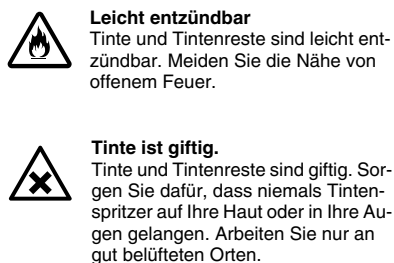 Leicht entzündbar
Tinte und Tintenreste sind leicht ent-
zündbar. Meiden Sie die Nähe von
offenem Feuer.
Tinte ist giftig.
Tinte und Tintenreste sind giftig. Sor-
gen Sie dafür, dass niemals Tinten-
spritzer auf Ihre Haut oder in Ihre Au-
gen gelangen. Arbeiten Sie nur an
gut belüfteten Orten.